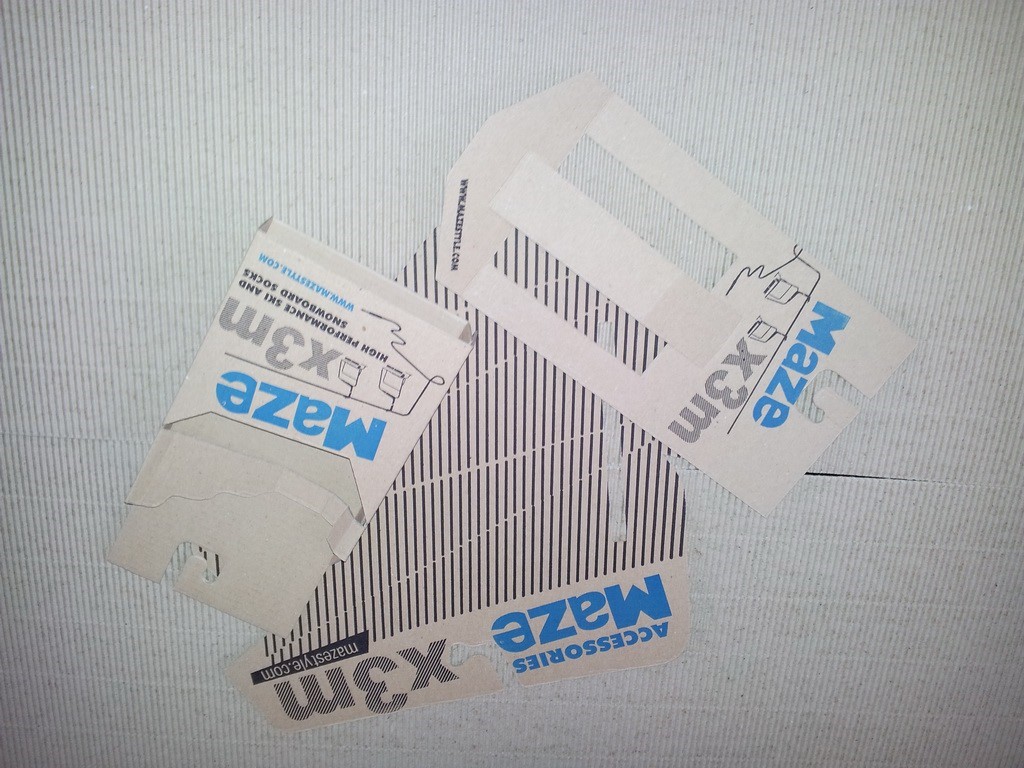 WWW.MAZESTYLE.COM
Maze
x3m
Maze
x3m
HIGH PERFORMANCE SKI AND
SNOWBOARD SOCKS
WWW.MAZESTYLE.COM
ACCESSORIES
Maze
x3m
mazestyle.com